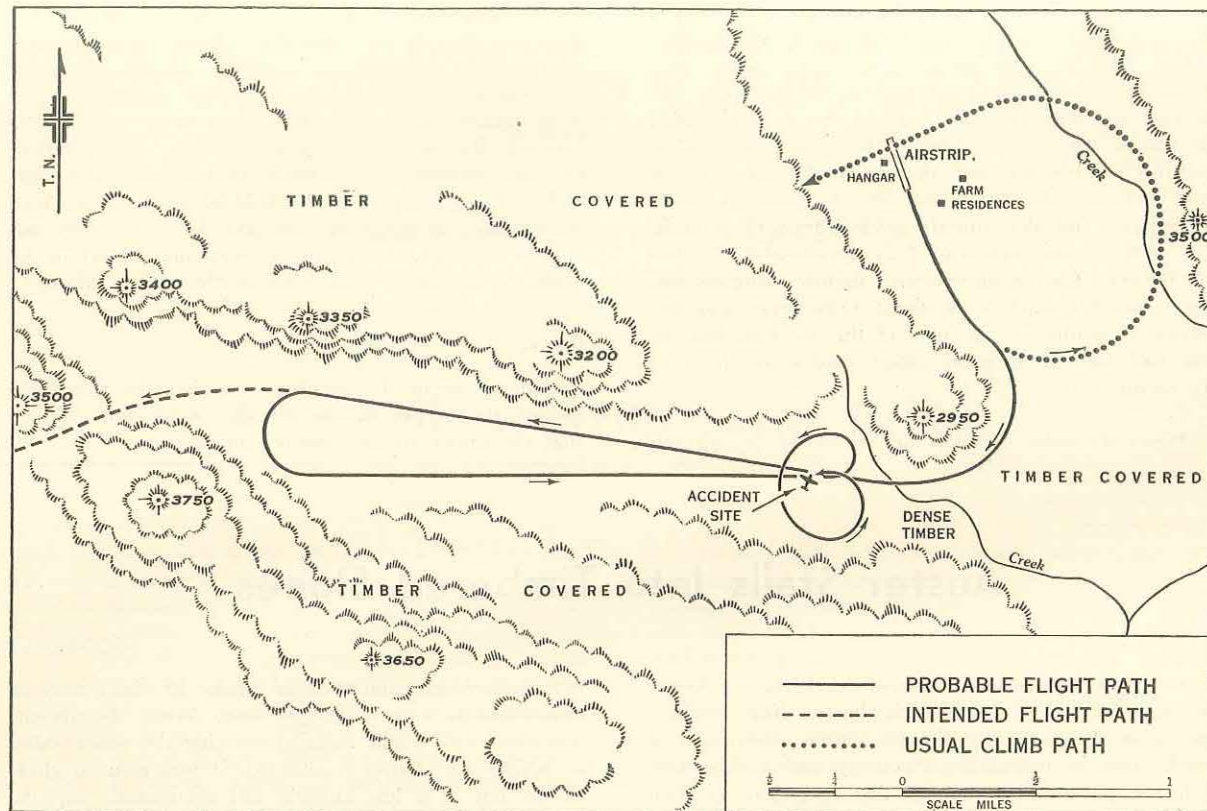 T. N.
TIMBER COVERED
AIRSTRIP.
HANGAR
FARM
RESIDENCES
Creek
3500
3400
3350
3200
3500
2950
TIMBER COVERED
ACCIDENT
SITE
DENSE
TIMBER
3750
Creek
TIMBER COVERED
3650
PROBABLE FLIGHT PATH
INTENDED FLIGHT PATH
USUAL CLIMB PATH
0
1
SCALE MILES